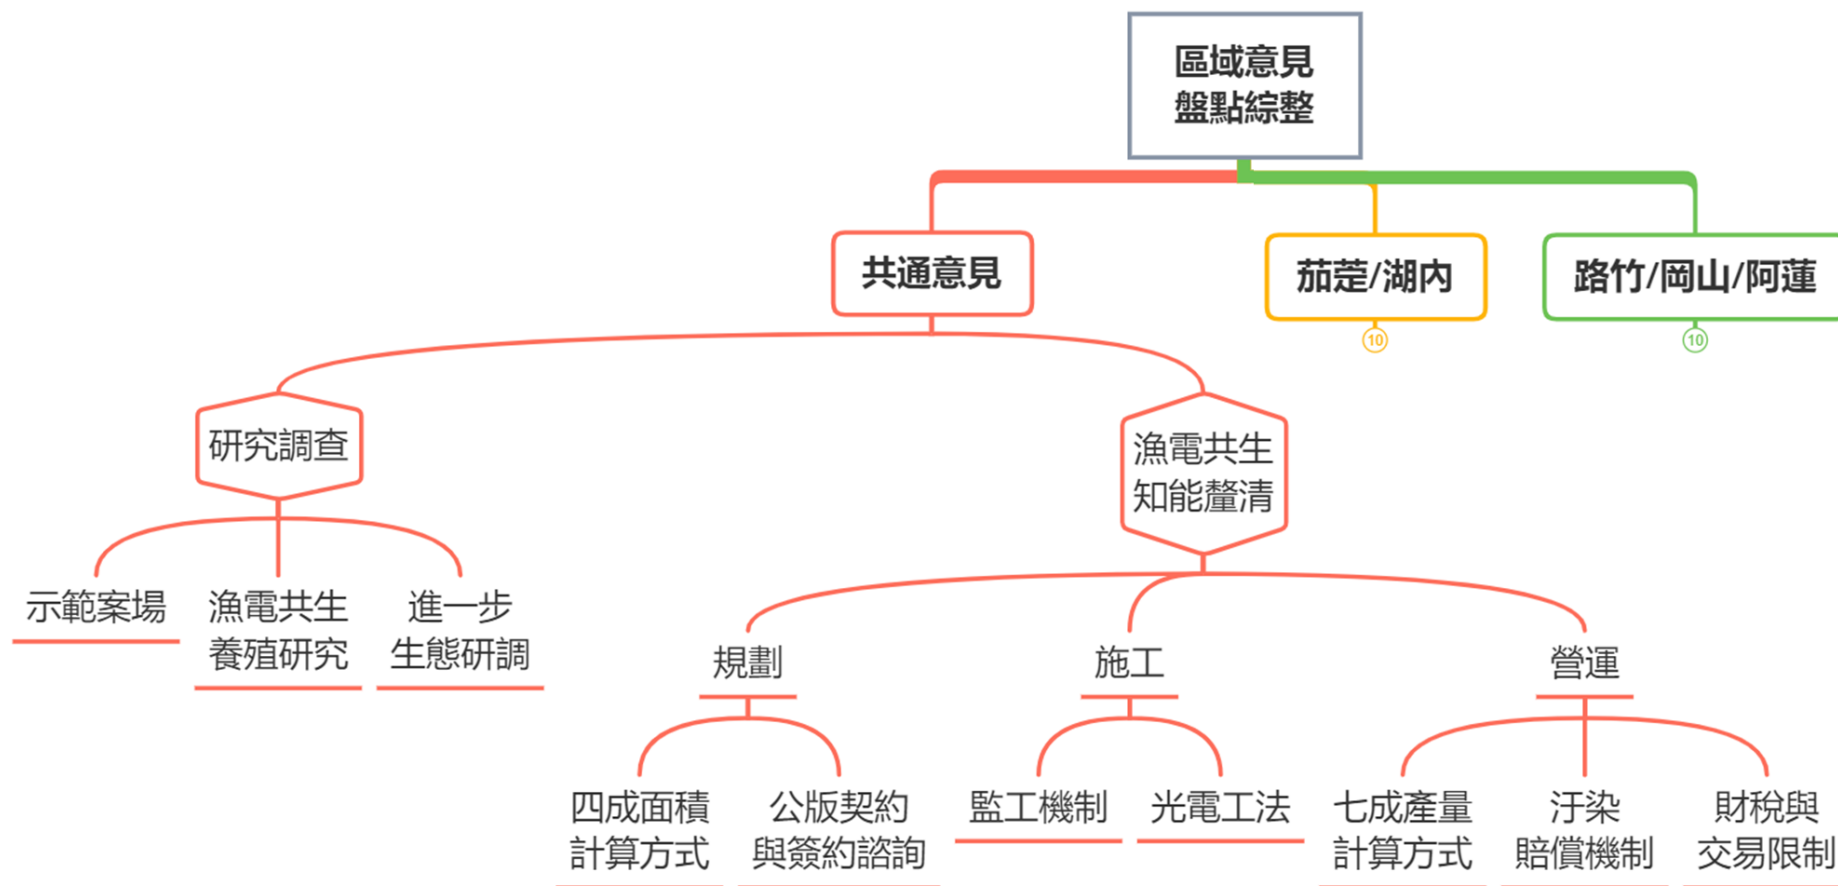 區域意見
盤點綜整
共通意見
茄萣/湖內
路竹/岡山/阿蓮
10
10
研究調查
漁電共生
知能釐清
示範案場
漁電共生
養殖研究
進一步
生態研調
規劃
施工
營運
四成面積
計算方式
公版契約
與簽約諮詢
監工機制
光電工法
七成產量
計算方式
汙染
賠償機制
財稅與
交易限制